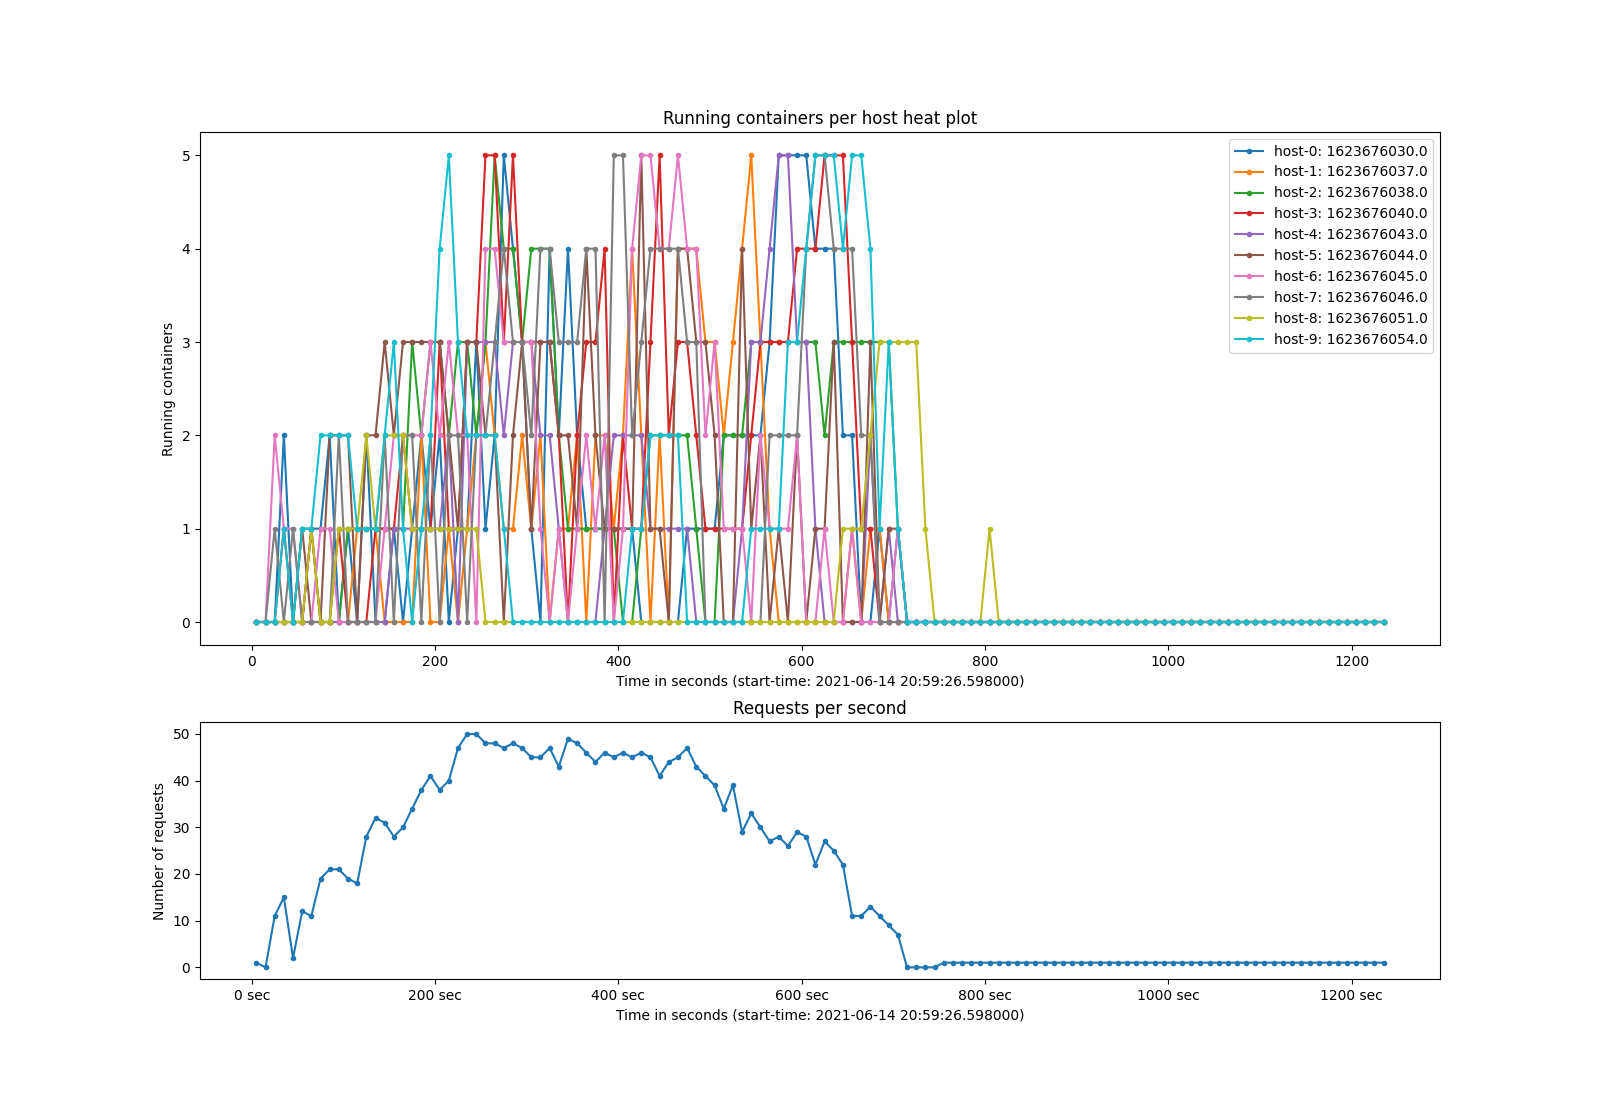 Running containers per host heat plot
Running containers
5
4
3
2
1
0
host-0: 1623676030.0
host-1: 1623676037.0
host-2: 1623676038.0
host-3: 1623676040.0
host-4: 1623676043.0
host-5: 1623676044.0
host-6: 1623676045.0
host-7: 1623676046.0
host-8: 1623676051.0
host-9: 1623676054.0
0 200 400 600 800 1000 1200
Time in seconds (start-time: 2021-06-14 20:59:26.598000)
Requests per second
Number of requests
50
40
30
20
10
0
0 sec 200 sec 400 sec 600 sec 800 sec 1000 sec 1200 sec
Time in seconds (start-time: 2021-06-14 20:59:26.598000)